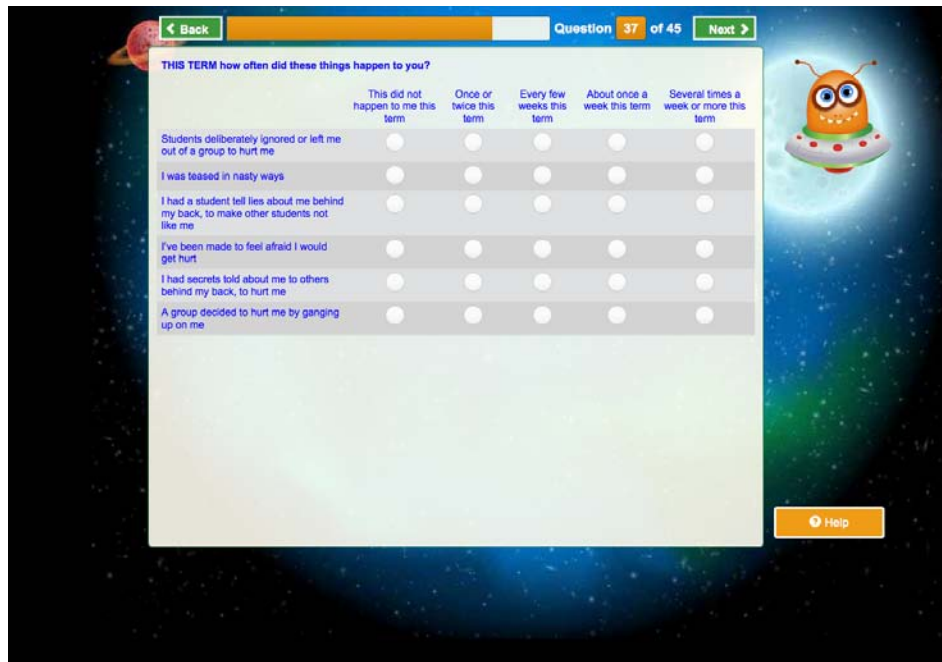 Back
Question 37 of 45
Next
THIS TERM how often did these things happen to you?
This did not
happen to me this
term
Once or
twice this
term
Every few
weeks this
term
About once a
week this term
Several times a
week or more this
term
Students deliberately ignored or left me
out of a group to hurt me
I was teased in nasty ways
I had a student tell lies about me behind
my back, to make other students not
like me
I've been made to feel afraid I would
get hurt
I had secrets told about me to others
behind my back, to hurt me
A group decided to hurt me by ganging
up on me
Help